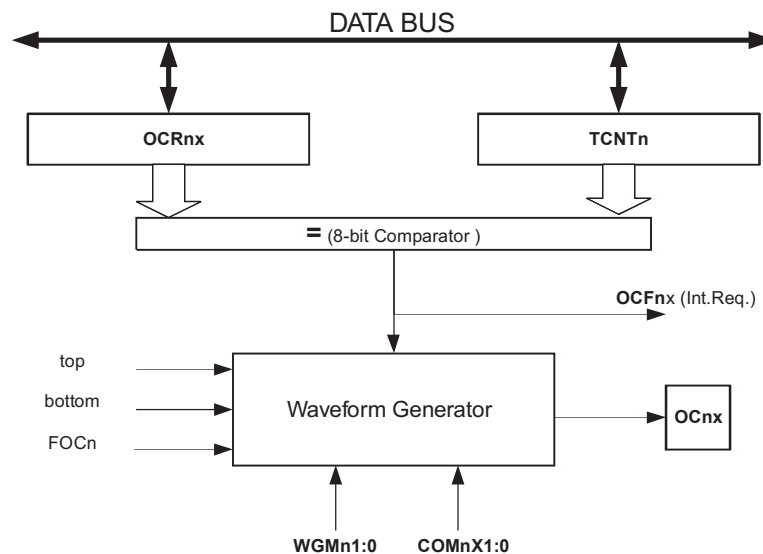 DATA BUS
OCRnx
TCNTn
= (8-bit Comparator )
OCFnx (Int.Req.)
top
bottom
FOCn
Waveform Generator
OCnx
WGMn1:0
COMnX1:0